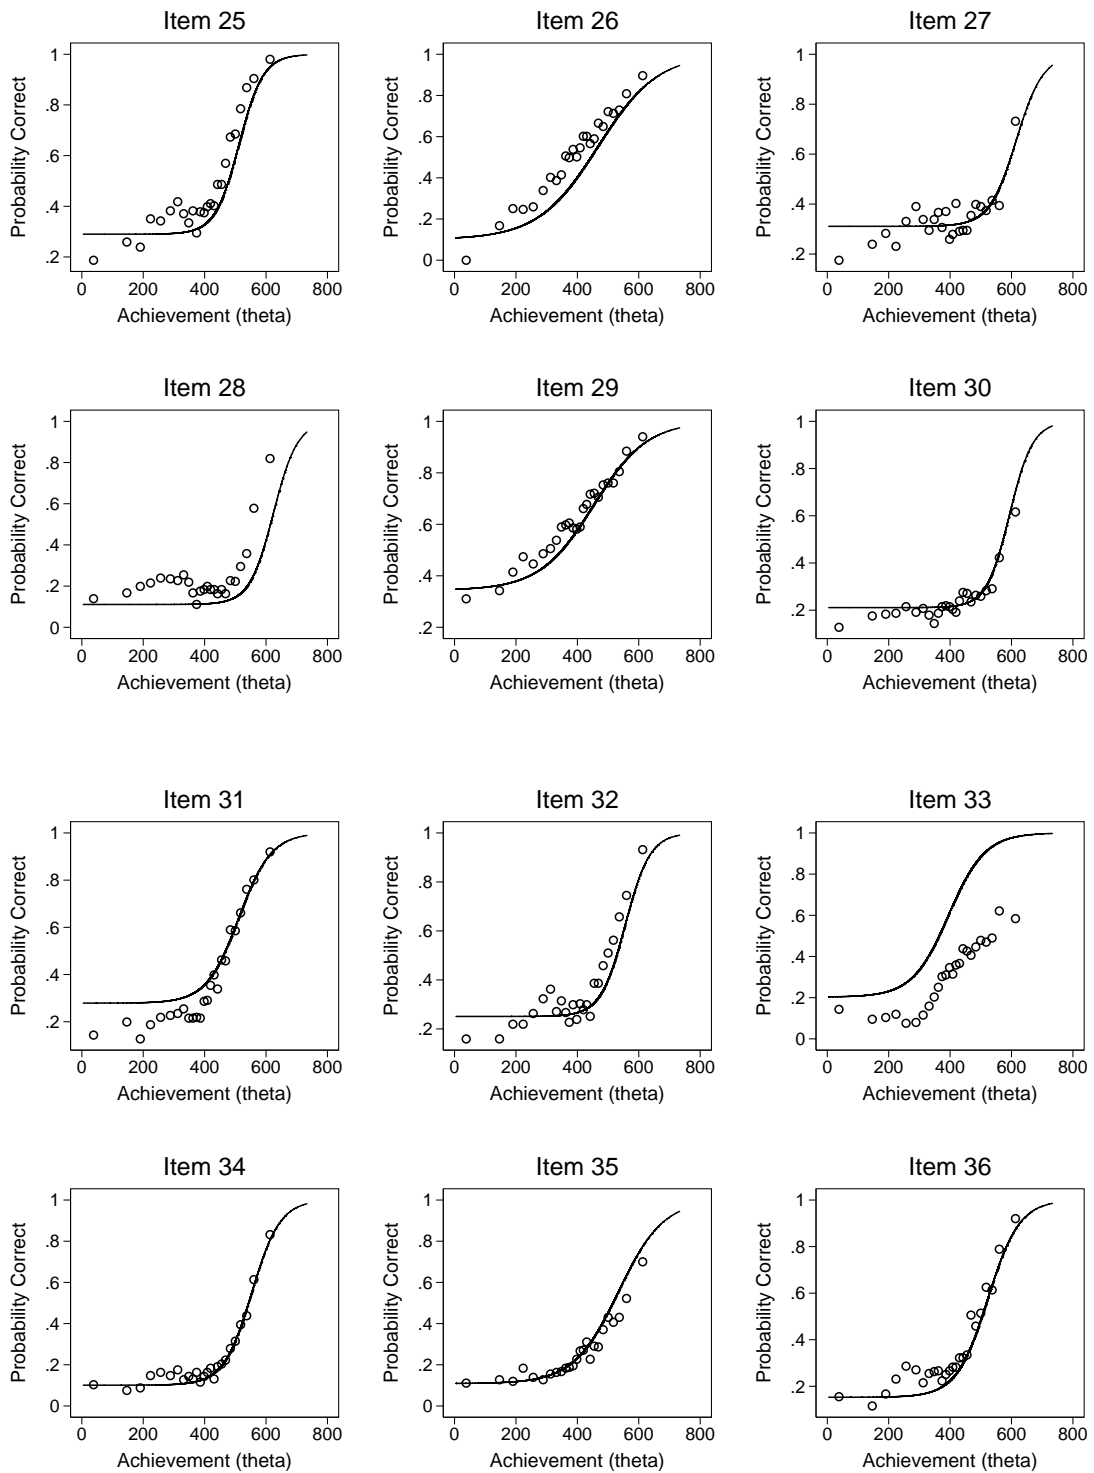 Item 25
Probability Correct
1
.8
.6
.4
.2
0 200 400 600 800
Achievement (theta)
Item 26
Probability Correct
1
.8
.6
.4
.2
0
0 200 400 600 800
Achievement (theta)
Item 27
Probability Correct
1
.8
.6
.4
.2
0 200 400 600 800
Achievement (theta)
Item 28
Probability Correct
1
.8
.6
.4
.2
0
0 200 400 600 800
Achievement (theta)
Item 29
Probability Correct
1
.8
.6
.4
.2
0 200 400 600 800
Achievement (theta)
Item 30
Probability Correct
1
.8
.6
.4
.2
0 200 400 600 800
Achievement (theta)
Item 31
Probability Correct
1
.8
.6
.4
.2
0 200 400 600 800
Achievement (theta)
Item 32
Probability Correct
1
.8
.6
.4
.2
0 200 400 600 800
Achievement (theta)
Item 33
Probability Correct
1
.8
.6
.4
.2
0
0 200 400 600 800
Achievement (theta)
Item 34
Probability Correct
1
.8
.6
.4
.2
0
0 200 400 600 800
Achievement (theta)
Item 35
Probability Correct
1
.8
.6
.4
.2
0
0 200 400 600 800
Achievement (theta)
Item 36
Probability Correct
1
.8
.6
.4
.2
0 200 400 600 800
Achievement (theta)